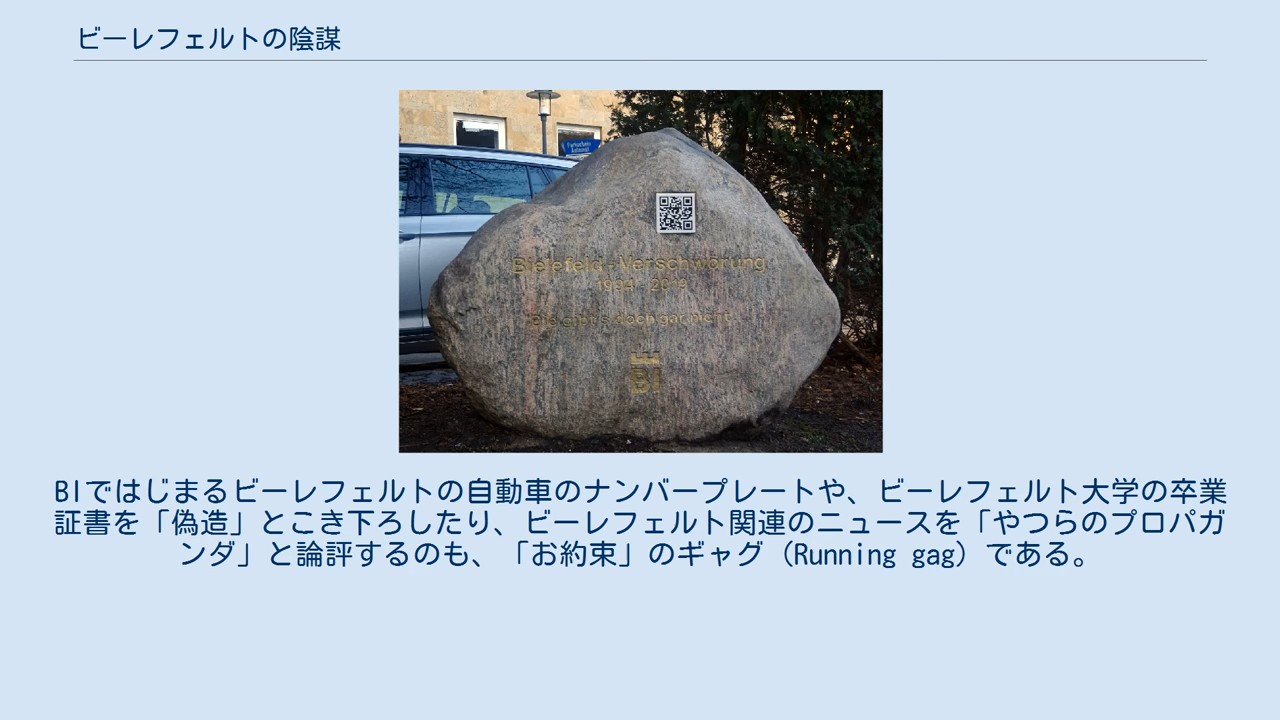 ビーレフェルトの陰謀
Bielefeld-Verschwörung
1994-2019
Die gibt's doch gar nicht
BI
BIではじまるビーレフェルトの自動車のナンバープレートや、ビーレフェルト大学の卒業
証書を「偽造」とこき下ろしたり、ビーレフェルト関連のニュースを「やつらのプロパガ
ンダ」と論評するのも、「お約束」のギャグ（Running gag）である。